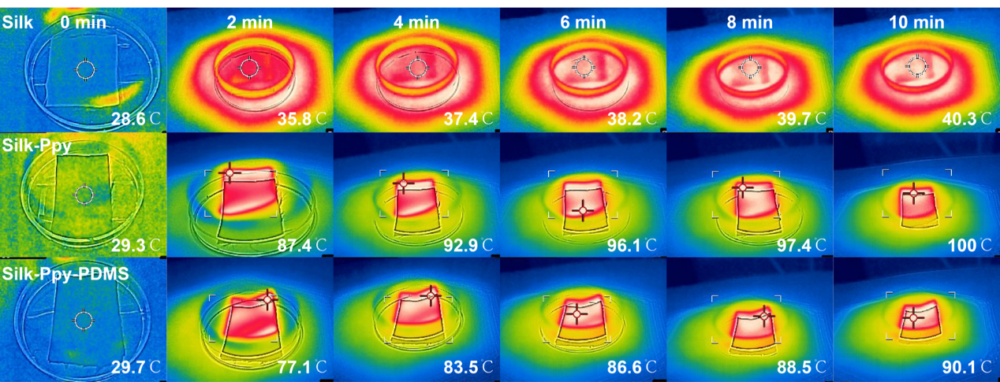 Silk 0 min 2 min 4 min 6 min 8 min 10 min
28.6℃ 35.8℃ 37.4℃ 38.2℃ 39.7℃ 40.3℃
Silk-Ppy
29.3℃ 87.4℃ 92.9℃ 96.1℃ 97.4℃ 100℃
Silk-Ppy-PDMS
29.7℃ 77.1℃ 83.5℃ 86.6℃ 88.5℃ 90.1℃